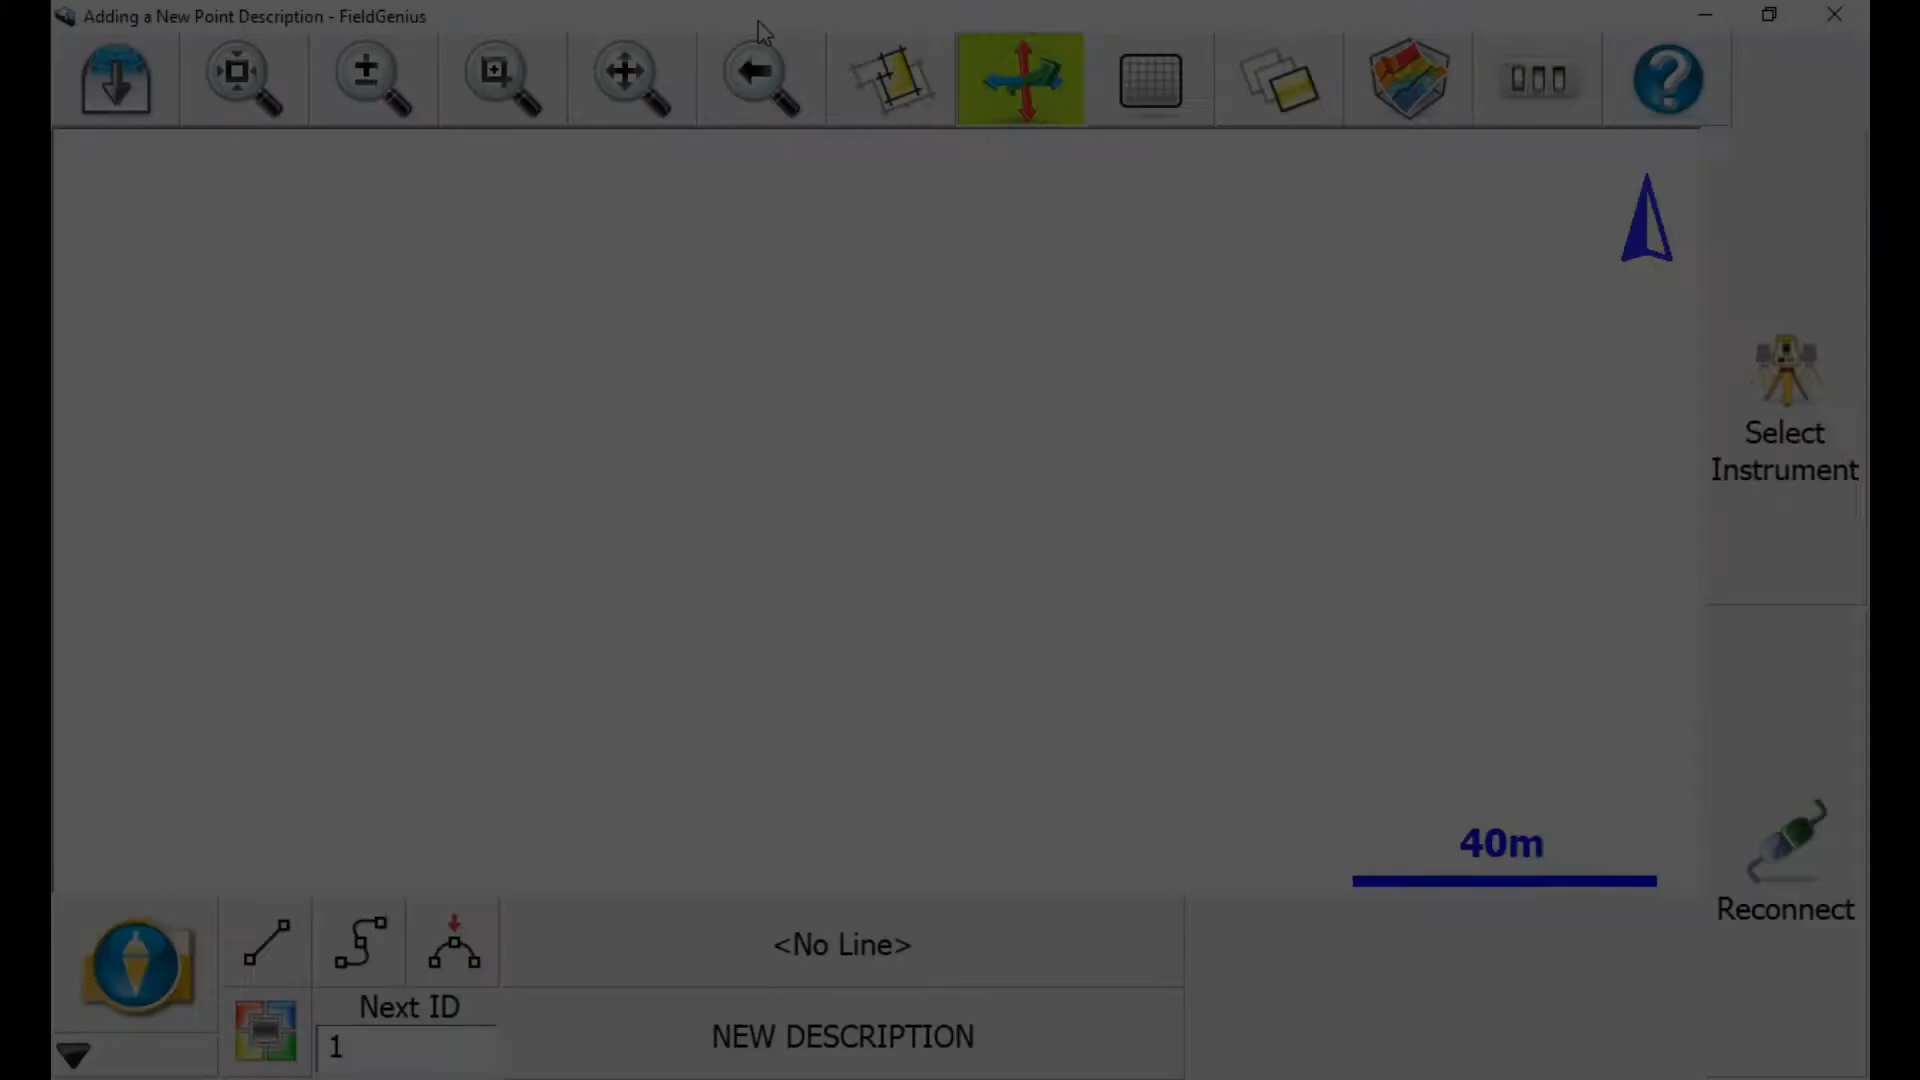 Adding a New Point Description - FieldGenius
Select
Instrument
40m
Reconnect
<No Line>
Next ID
NEW DESCRIPTION
1